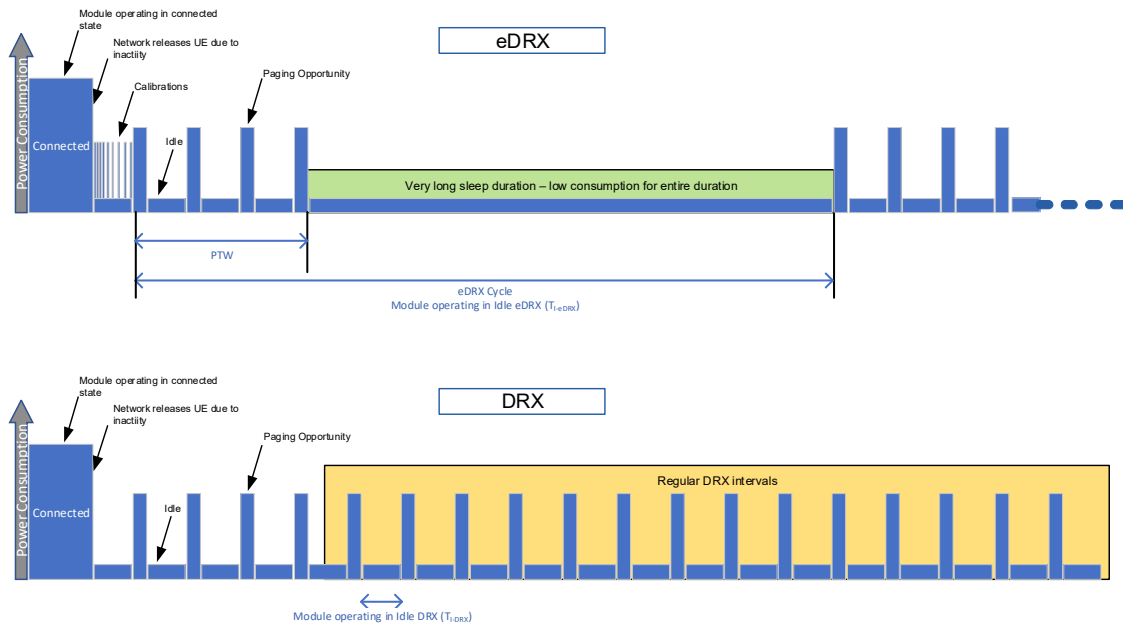 Module operating in connected
state
eDRX
Network releases UE due to
inactiity
Power Consumption
Calibrations
Paging Opportunity
Connected
Idle
Very long sleep duration – low consumption for entire duration
PTW
eDRX Cycle
Module operating in Idle eDRX (TI-eDRX)
Module operating in connected
state
DRX
Network releases UE due to
inactiity
Power Consumption
Paging Opportunity
Regular DRX intervals
Connected
Idle
Module operating in Idle DRX (TI-DRX)